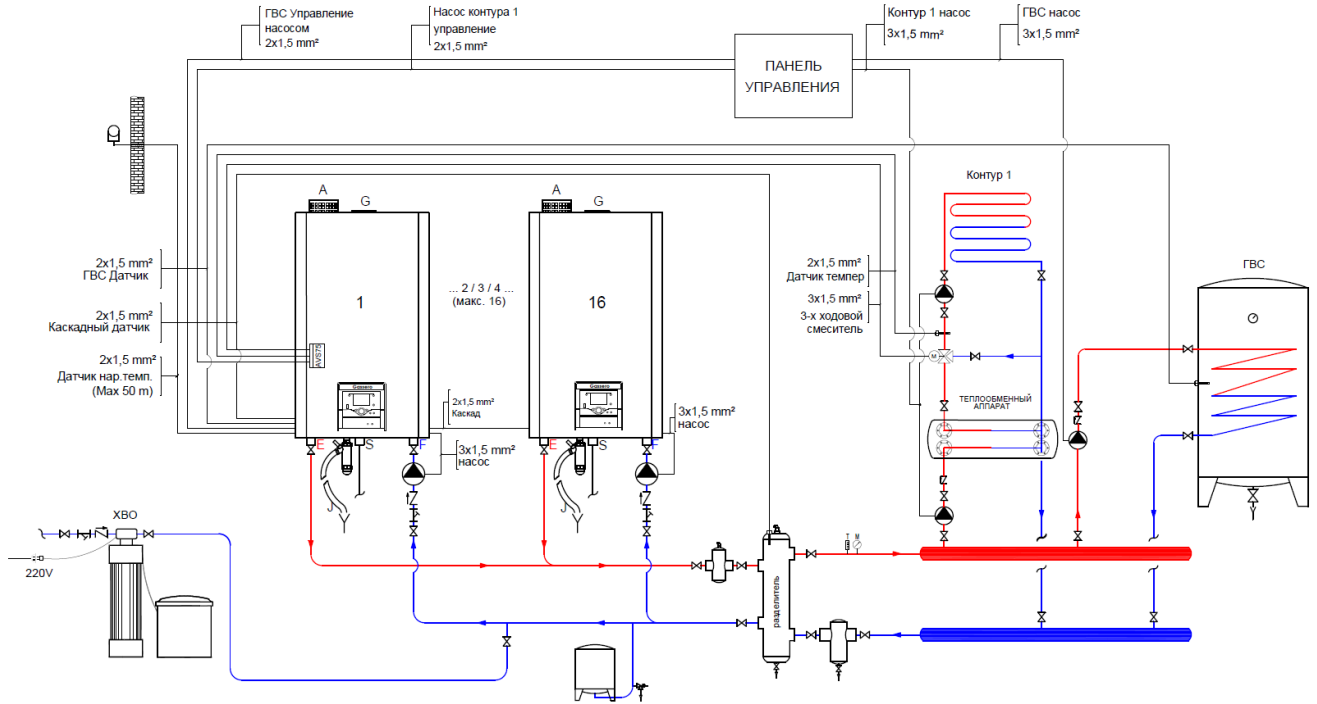 ГВС Управление
насосом
2x1,5 mm²
Насос контура 1
управление
2x1,5 mm²
Контур 1 насос
3x1,5 mm²
ГВС насос
3x1,5 mm²
ПАНЕЛЬ
УПРАВЛЕНИЯ
Контур 1
A
G
A
G
2x1,5 mm²
ГВС Датчик
2x1,5 mm²
Каскадный датчик
2x1,5 mm²
Датчик нар.темп.
(Max 50 m)
1
... 2 / 3 / 4 ...
(макс. 16)
16
AVS75
Gassero
Gassero
2x1,5 mm²
Датчик темпер
3x1,5 mm²
3-х ходовой
смеситель
M
ГВС
ТЕПЛООБМЕННЫЙ
АППАРАТ
2x1,5 mm²
Каскад
3x1,5 mm²
насос
3x1,5 mm²
насос
E
S
F
E
S
F
J
J
ХВО
220V
T
M
разделитель